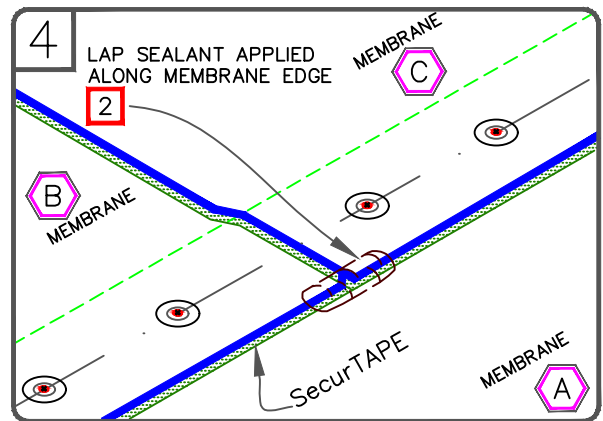 4
LAP SEALANT APPLIED
ALONG MEMBRANE EDGE
2
MEMBRANE
C
B
MEMBRANE
SecurTAPE
MEMBRANE
A